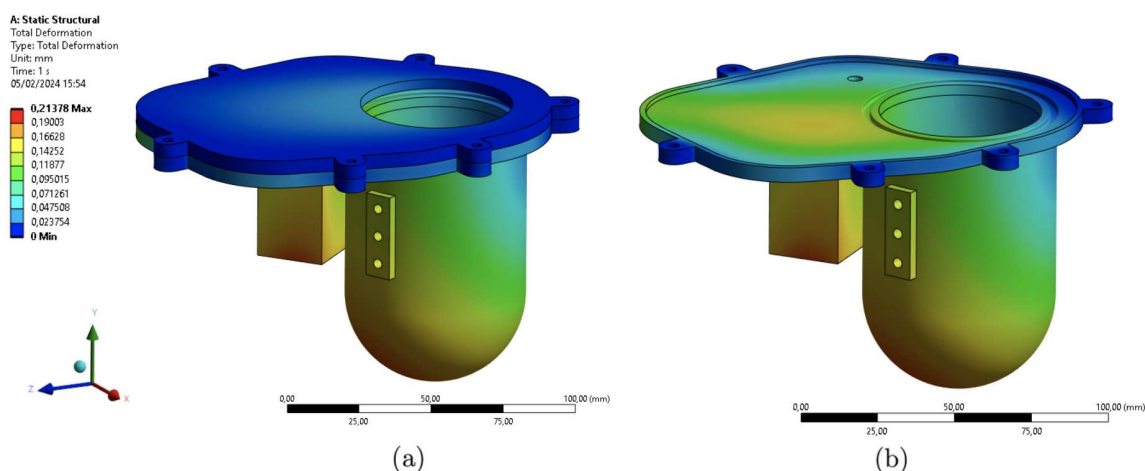 A: Static Structural
Total Deformation
Type: Total Deformation
Unit: mm
Time: 1 s
05/02/2024 15:54
0,21378 Max
0,19003
0,16628
0,14252
0,11877
0,095015
0,071261
0,047508
0,023754
0 Min
Y
Z
X
0,00 50,00 100,00 (mm)
25,00 75,00
0,00 50,00 100,00 (mm)
25,00 75,00
(a)
(b)